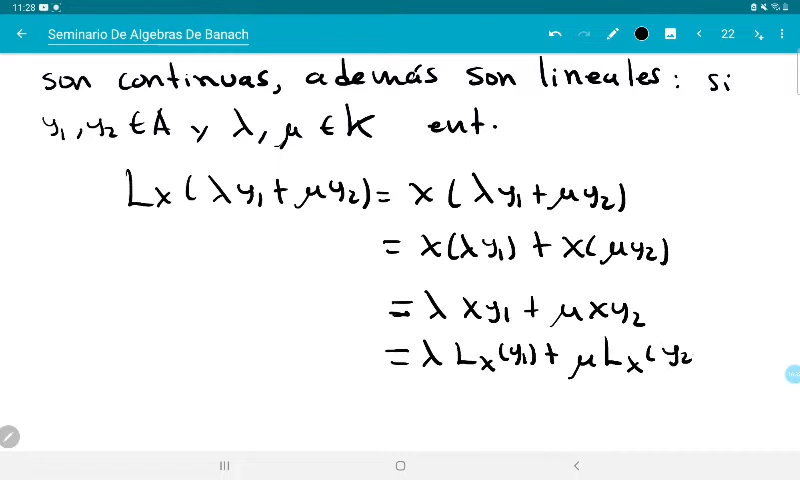 11:28
Seminario De Algebras De Banach
22
son continuas, además son lineales: si
y₁, y₂ ∈ A y λ, μ ∈ K ent.
Lₓ(λy₁ + μy₂) = x(λy₁ + μy₂)
= x(λy₁) + x(μy₂)
= λxy₁ + μxy₂
= λLₓ(y₁) + μLₓ(y₂